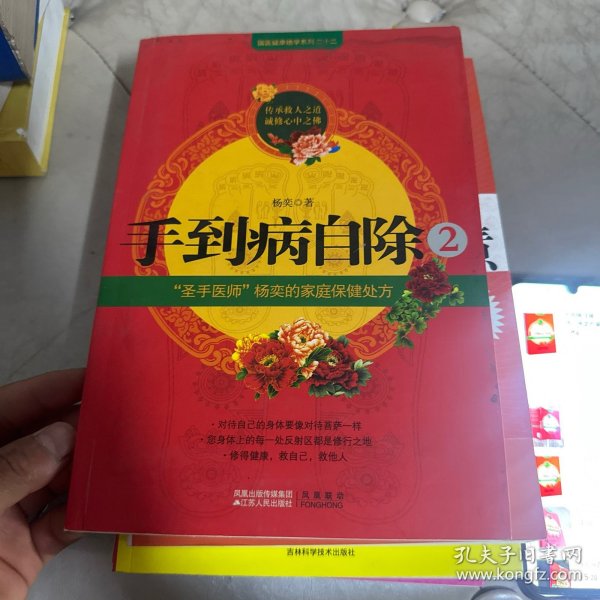 国医健康绝学系列二十三
传承救人之道
诚修心中之佛
杨奕◎著
手到病自除2
“圣手医师”杨奕的家庭保健处方
·对待自己的身体要像对待菩萨一样
·您身体上的每一处反射区都是修行之地
·修得健康，救自己，救他人
凤凰出版传媒集团
江苏人民出版社
凤凰联动
FONGHONG
吉林科学技术出版社
孔夫子旧书网
www.kongfz.com